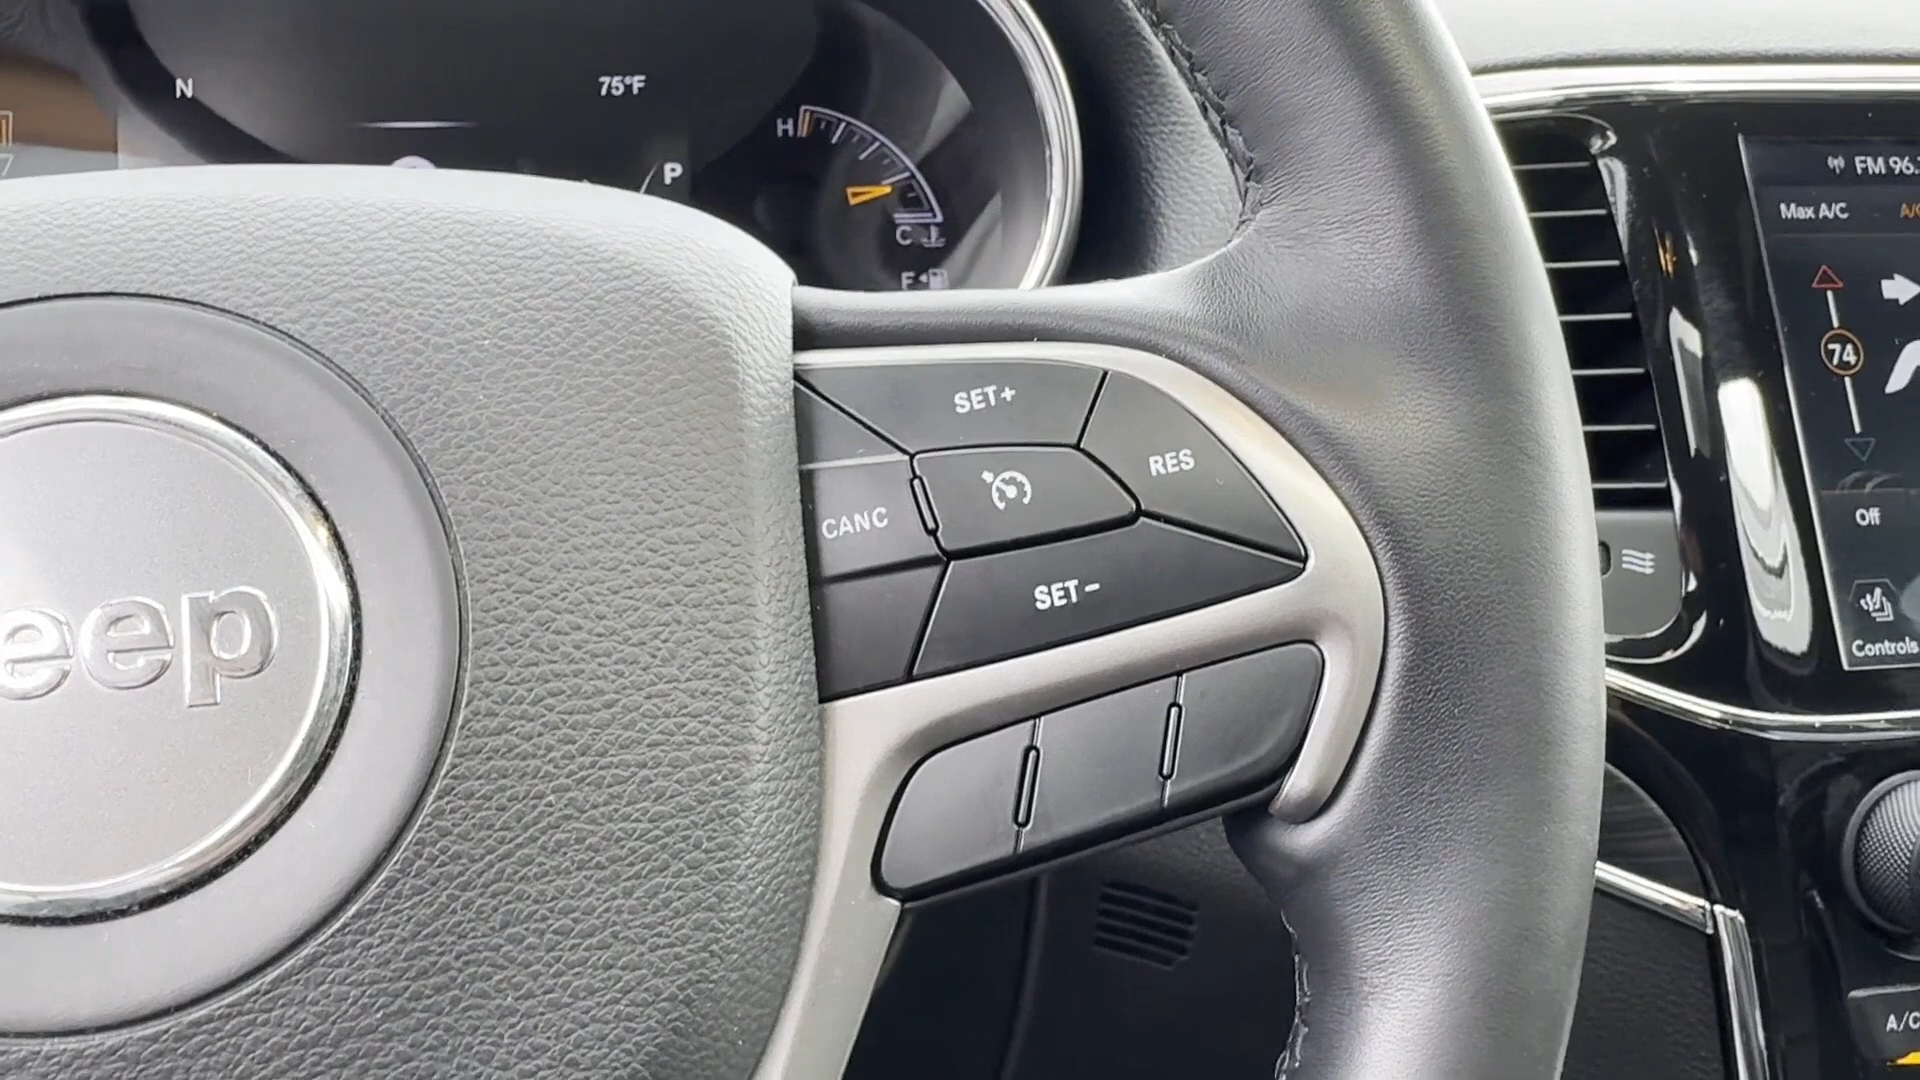 N
75°F
P
H
C
F
FM 96.
Max A/C
A/C
74
Off
Controls
SET+
RES
CANC
SET-
eep
A/C